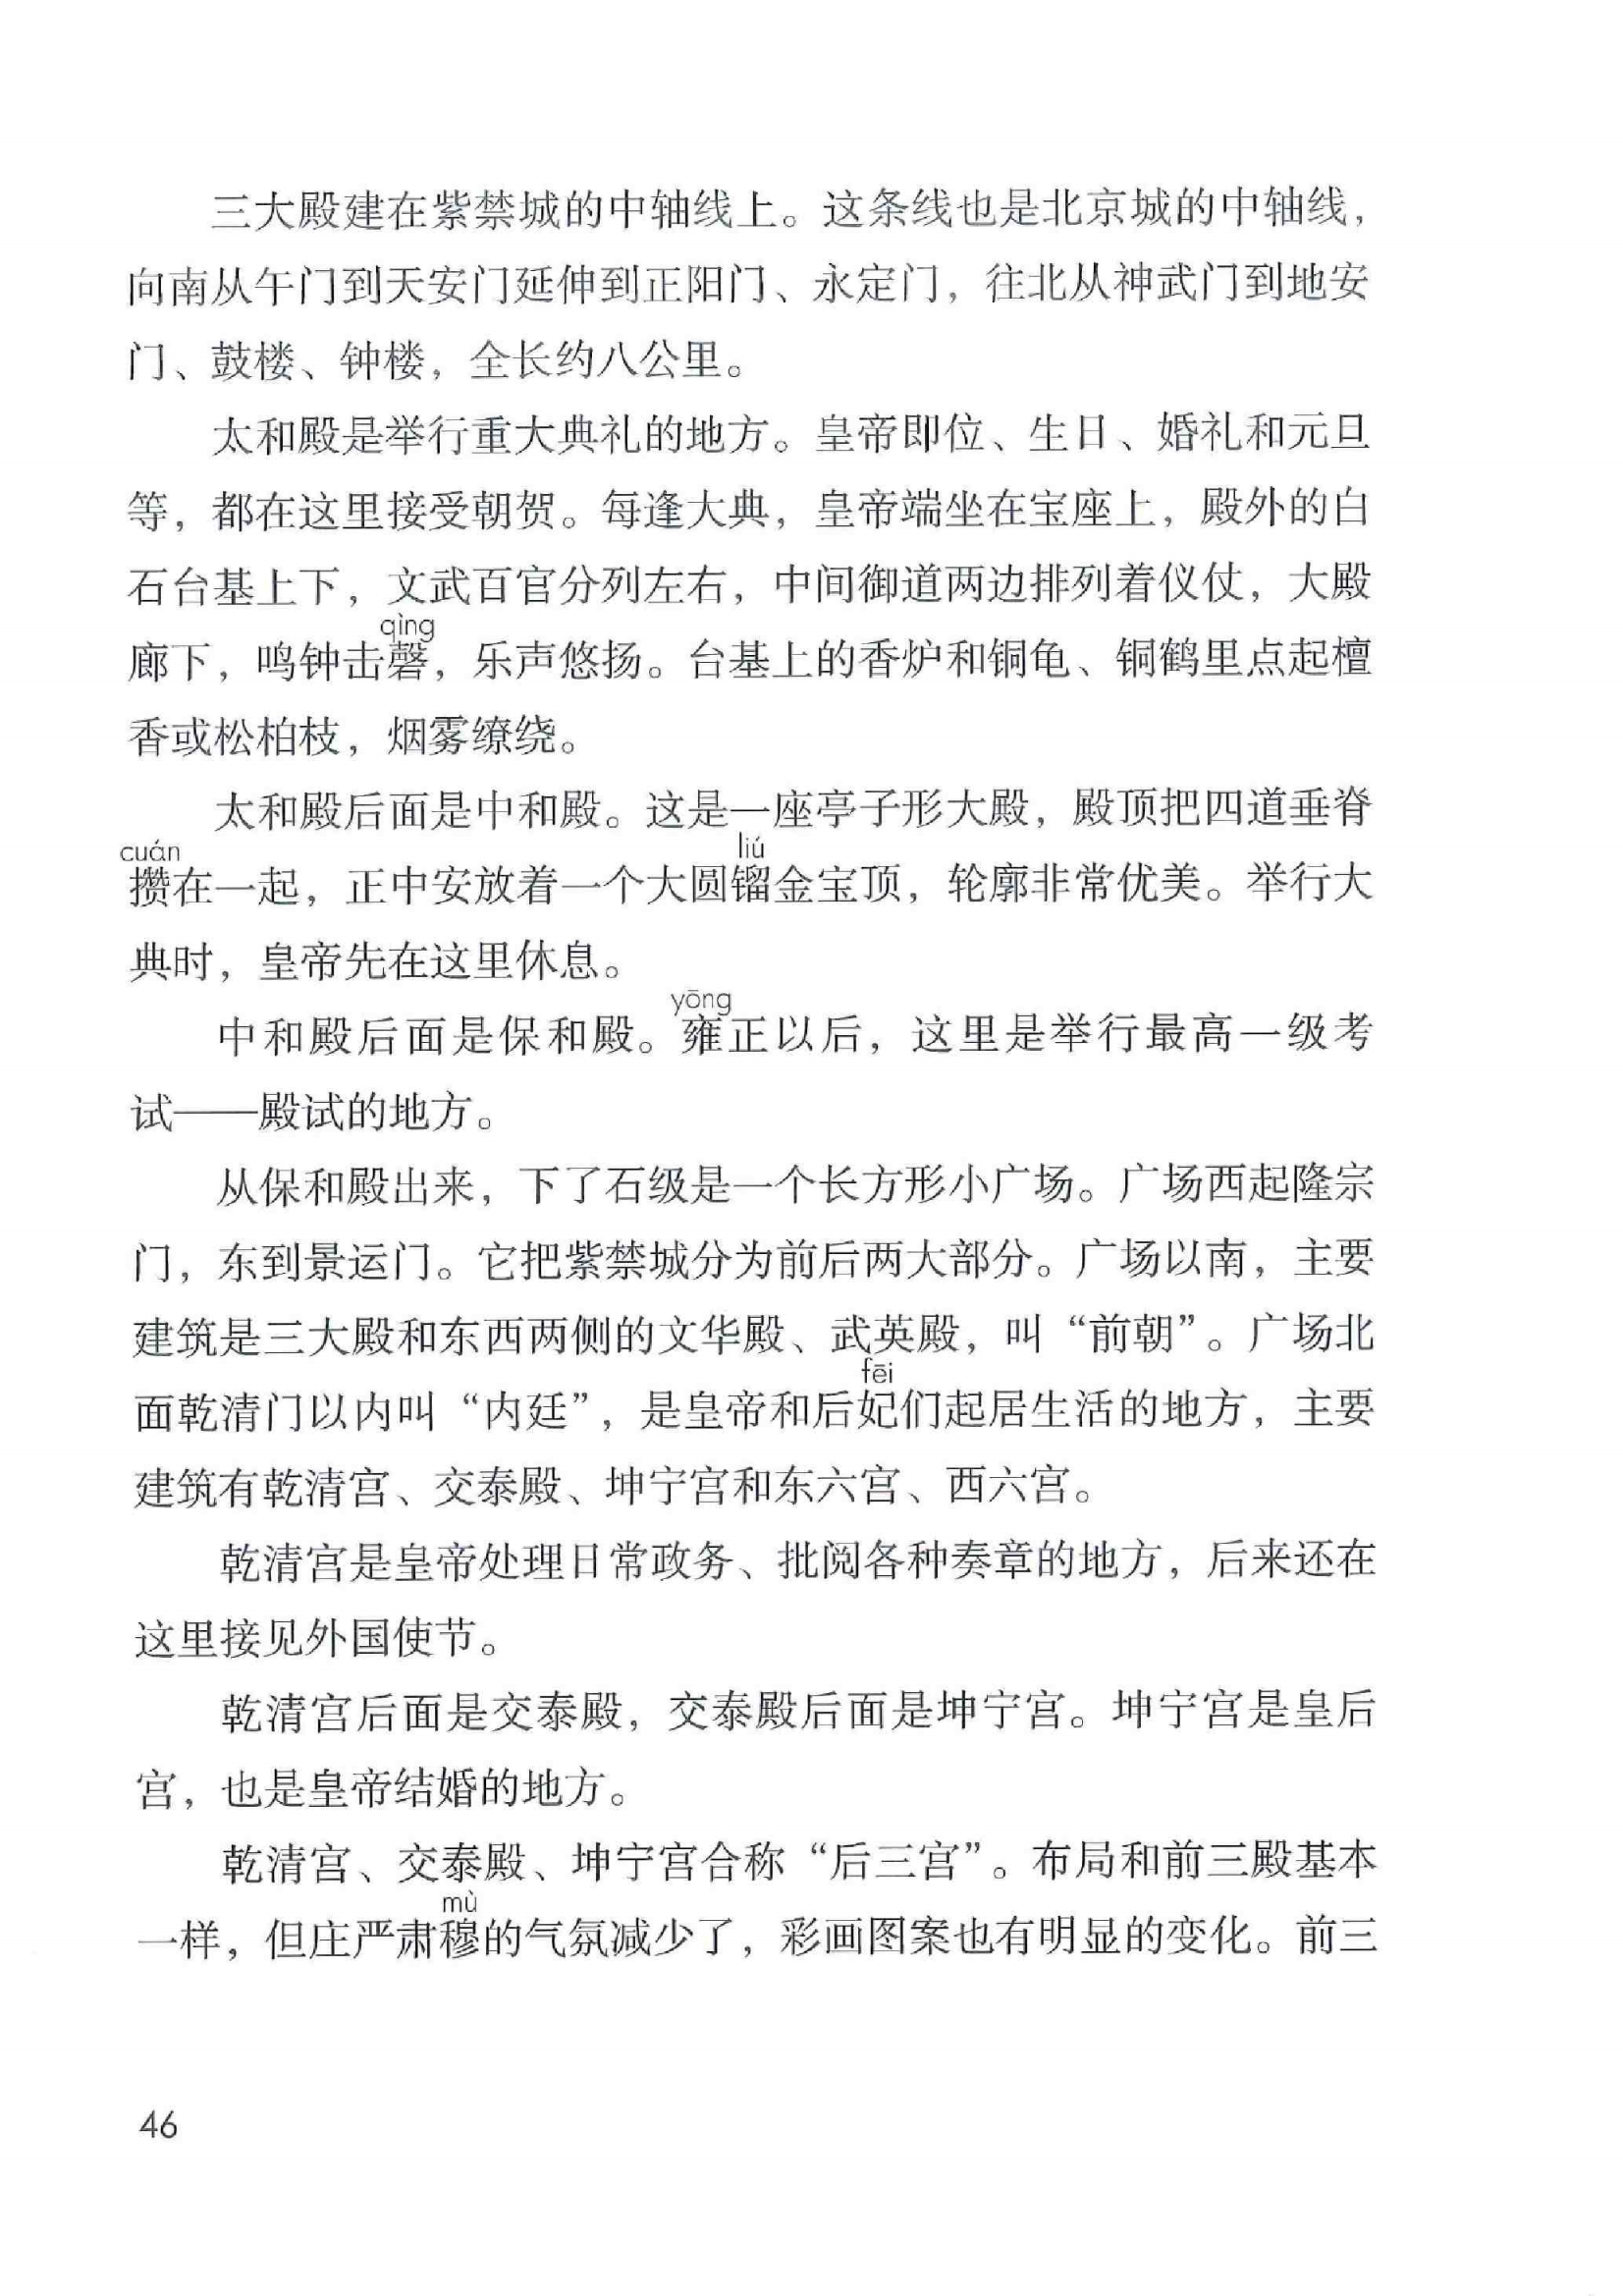 三大殿建在紫禁城的中轴线上。这条线也是北京城的中轴线，
向南从午门到天安门延伸到正阳门、永定门，往北从神武门到地安
门、鼓楼、钟楼，全长约八公里。
太和殿是举行重大典礼的地方。皇帝即位、生日、婚礼和元旦
等，都在这里接受朝贺。每逢大典，皇帝端坐在宝座上，殿外的白
石台基上下，文武百官分列左右，中间御道两边排列着仪仗，大殿
qìng
廊下，鸣钟击磬，乐声悠扬。台基上的香炉和铜龟、铜鹤里点起檀
香或松柏枝，烟雾缭绕。
太和殿后面是中和殿。这是一座亭子形大殿，殿顶把四道垂脊
cuán liú
攒在一起，正中安放着一个大圆镏金宝顶，轮廓非常优美。举行大
典时，皇帝先在这里休息。
yōng
中和殿后面是保和殿。雍正以后，这里是举行最高一级考
试——殿试的地方。
从保和殿出来，下了石级是一个长方形小广场。广场西起隆宗
门，东到景运门。它把紫禁城分为前后两大部分。广场以南，主要
建筑是三大殿和东西两侧的文华殿、武英殿，叫“前朝”。广场北
fēi
面乾清门以内叫“内廷”，是皇帝和后妃们起居生活的地方，主要
建筑有乾清宫、交泰殿、坤宁宫和东六宫、西六宫。
乾清宫是皇帝处理日常政务、批阅各种奏章的地方，后来还在
这里接见外国使节。
乾清宫后面是交泰殿，交泰殿后面是坤宁宫。坤宁宫是皇后
宫，也是皇帝结婚的地方。
乾清宫、交泰殿、坤宁宫合称“后三宫”。布局和前三殿基本
mù
一样，但庄严肃穆的气氛减少了，彩画图案也有明显的变化。前三
46